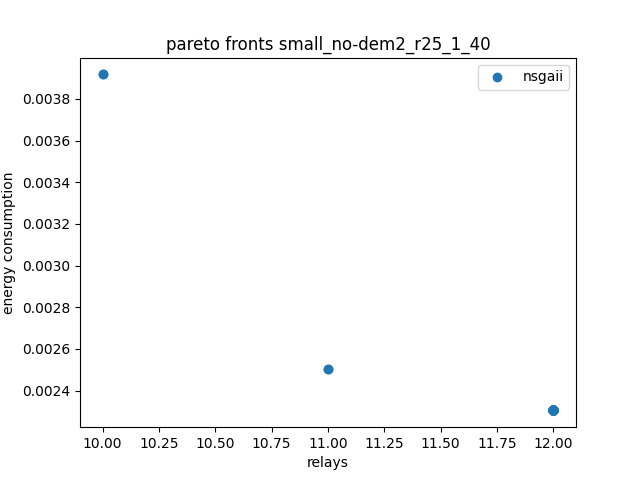 pareto fronts small_no-dem2_r25_1_40
nsgaii
energy consumption
0.0038
0.0036
0.0034
0.0032
0.0030
0.0028
0.0026
0.0024
10.00 10.25 10.50 10.75 11.00 11.25 11.50 11.75 12.00
relays